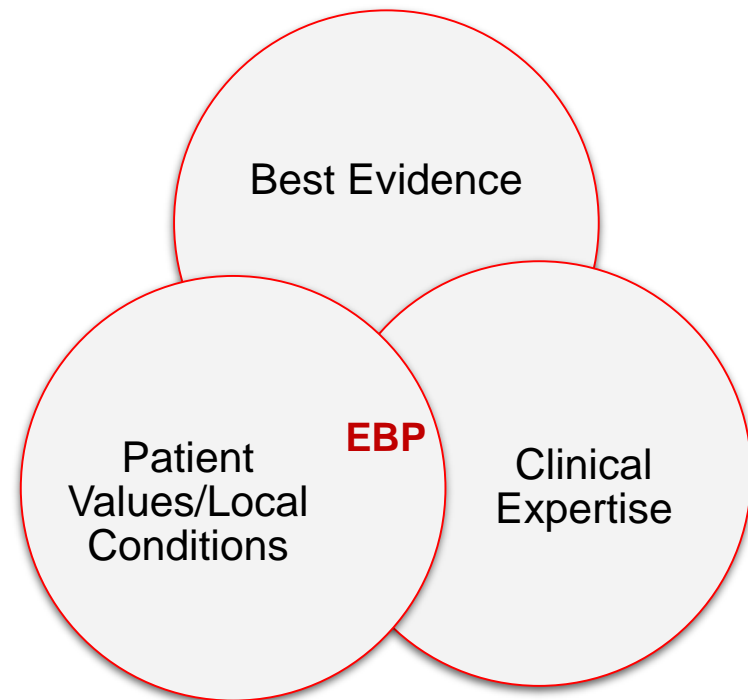 Best Evidence
EBP
Patient
Values/Local
Conditions
Clinical
Expertise